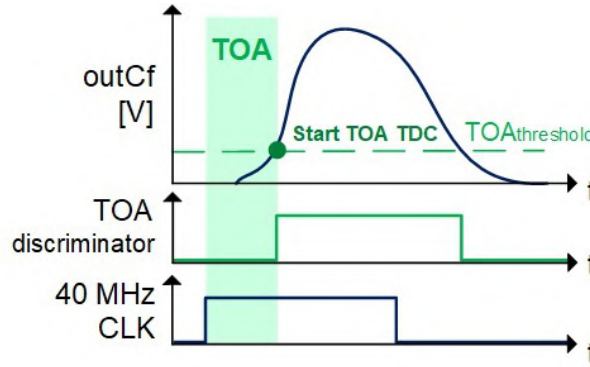 TOA
outCf
[V]
Start TOA TDC
TOAthreshold
t
TOA
discriminator
t
40 MHz
CLK
t